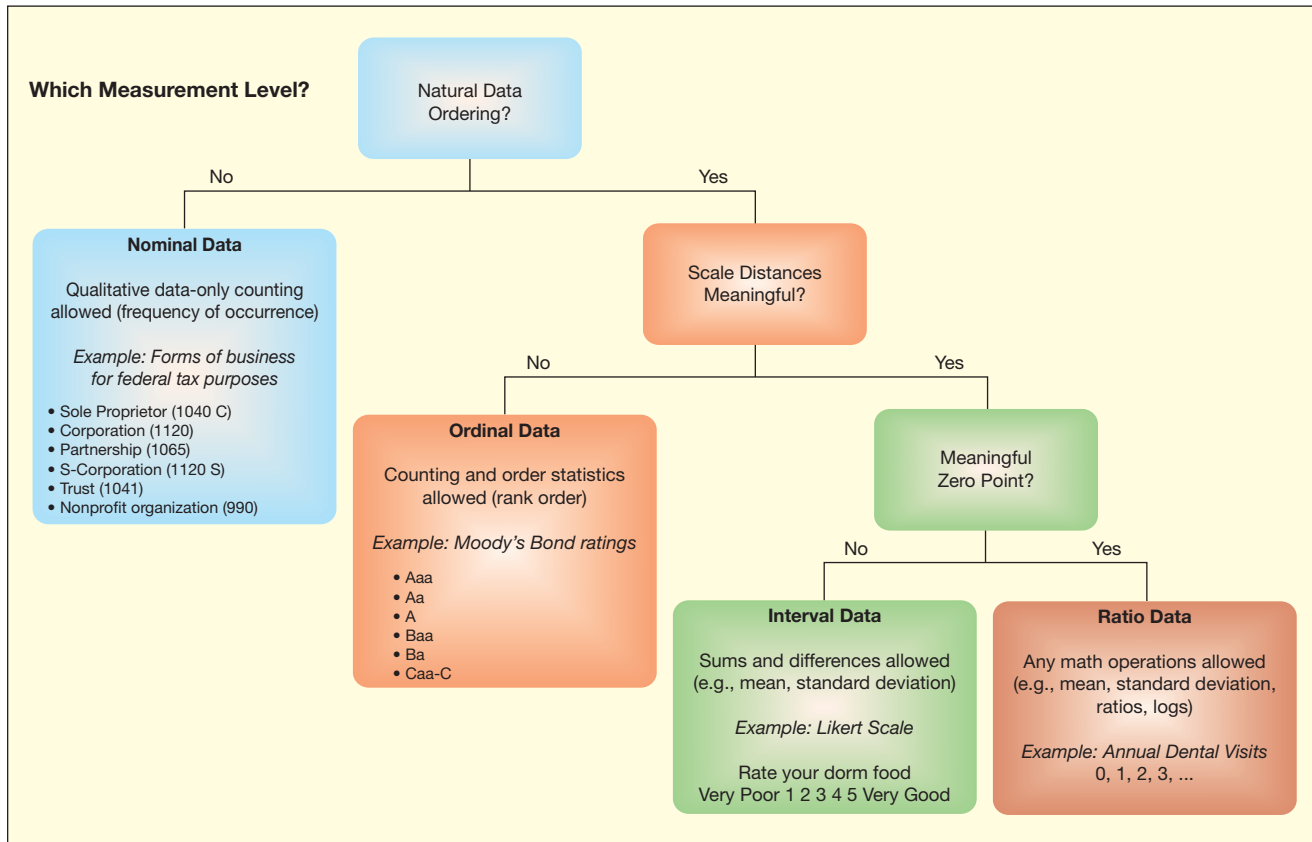 Which Measurement Level?
Natural Data
Ordering?
No
Yes
Nominal Data
Qualitative data-only counting
allowed (frequency of occurrence)
Example: Forms of business
for federal tax purposes
• Sole Proprietor (1040 C)
• Corporation (1120)
• Partnership (1065)
• S-Corporation (1120 S)
• Trust (1041)
• Nonprofit organization (990)
Scale Distances
Meaningful?
No
Yes
Ordinal Data
Counting and order statistics
allowed (rank order)
Example: Moody's Bond ratings
• Aaa
• Aa
• A
• Baa
• Ba
• Caa-C
Meaningful
Zero Point?
No
Yes
Interval Data
Sums and differences allowed
(e.g., mean, standard deviation)
Example: Likert Scale
Rate your dorm food
Very Poor 1 2 3 4 5 Very Good
Ratio Data
Any math operations allowed
(e.g., mean, standard deviation,
ratios, logs)
Example: Annual Dental Visits
0, 1, 2, 3, ...